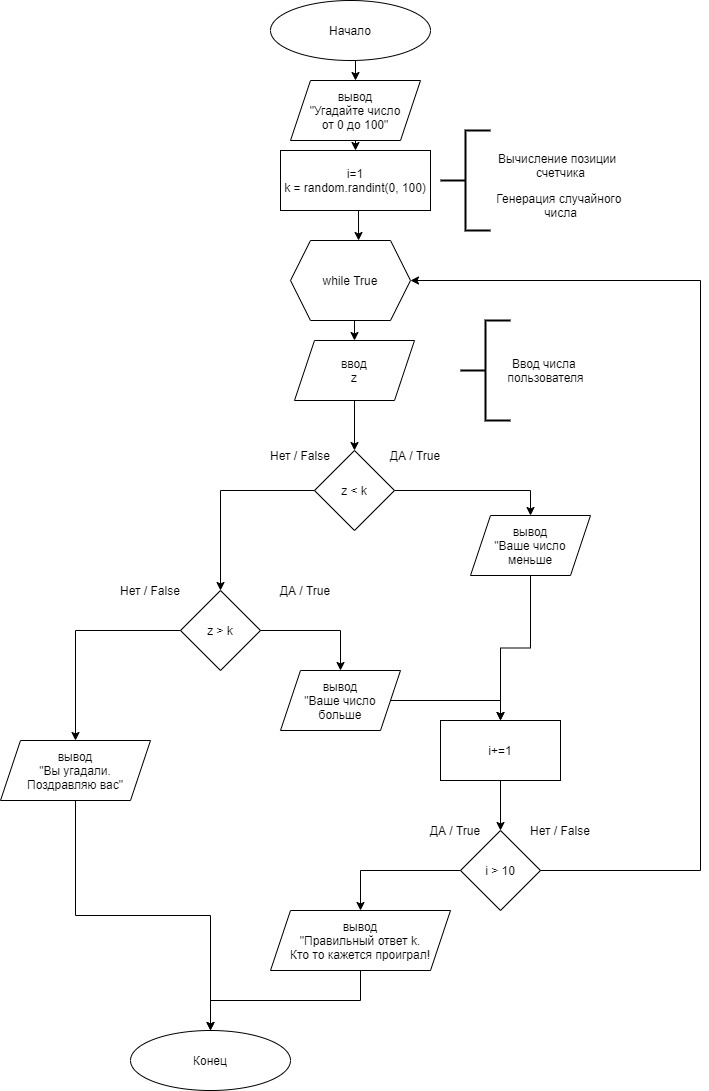 Начало
вывод
"Угадайте число
от 0 до 100"
i=1
k = random.randint(0, 100)
Вычисление позиции
счетчика
Генерация случайного
числа
while True
ввод
z
Ввод числа
пользователя
Нет / False
ДА / True
z < k
вывод
"Ваше число
меньше
Нет / False
ДА / True
z > k
вывод
"Ваше число
больше
вывод
"Вы угадали.
Поздравляю вас"
i+=1
ДА / True
Нет / False
i > 10
вывод
"Правильный ответ k.
Кто то кажется проиграл!
Конец